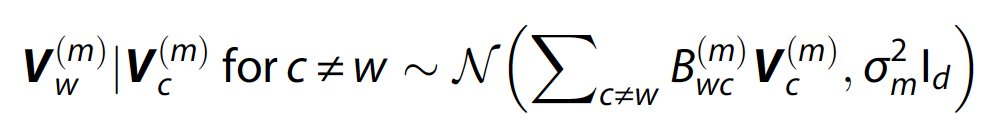 V_w^{(m)} | V_c^{(m)} for c ≠ w ∼ 𝒩(∑_{c≠w} B_{wc}^{(m)} V_c^{(m)}, σ_m^2 I_d)